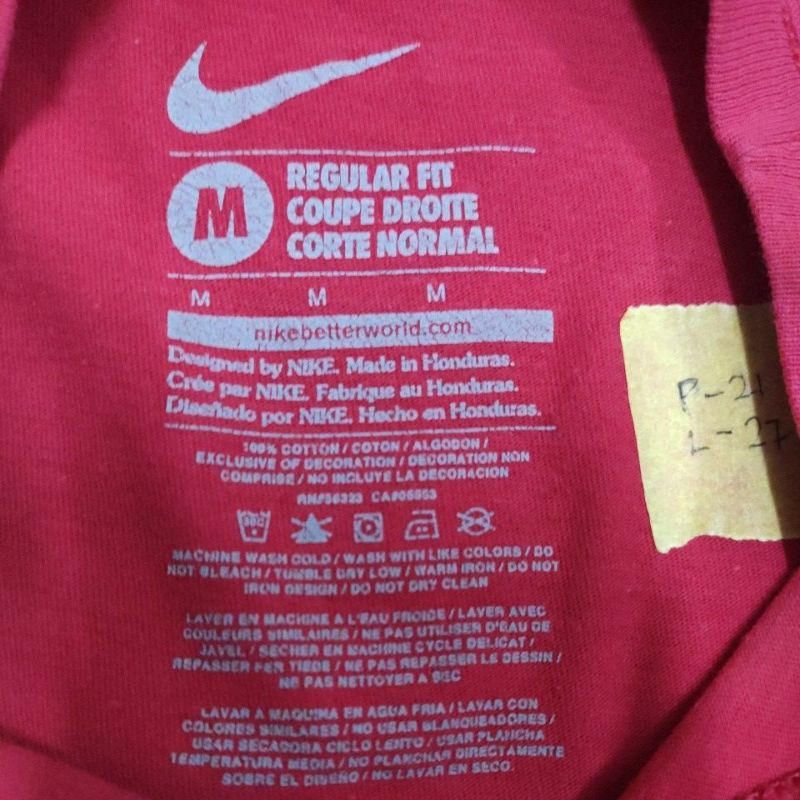 M
REGULAR FIT
COUPE DROITE
CORTE NORMAL
M M M
nikebetterworld.com
Designed by NIKE. Made in Honduras.
Crée par NIKE. Fabrique au Honduras.
Diseñado por NIKE. Hecho en Honduras.
100% COTTON / COTON / ALGODON /
EXCLUSIVE OF DECORATION / DECORATION NON
COMPRISE / NO INCLUYE LA DECORACION
RN#56323 CA#05553
MACHINE WASH COLD / WASH WITH LIKE COLORS / DO
NOT BLEACH / TUMBLE DRY LOW / WARM IRON / DO NOT
IRON DESIGN / DO NOT DRY CLEAN
LAVER EN MACHINE A L'EAU FROIDE / LAVER AVEC
COULEURS SIMILAIRES / NE PAS UTILISER D'EAU DE
JAVEL / SECHER EN MACHINE CYCLE DELICAT /
REPASSER FER TIEDE / NE PAS REPASSER LE DESSIN /
NE PAS NETTOYER A SEC
LAVAR A MAQUINA EN AGUA FRIA / LAVAR CON
COLORES SIMILARES / NO USAR BLANQUEADORES /
USAR SECADORA CICLO LENTO / USAR PLANCHA
TEMPERATURA MEDIA / NO PLANCHAR DIRECTAMENTE
SOBRE EL DISEÑO / NO LAVAR EN SECO.
P-21
L-27